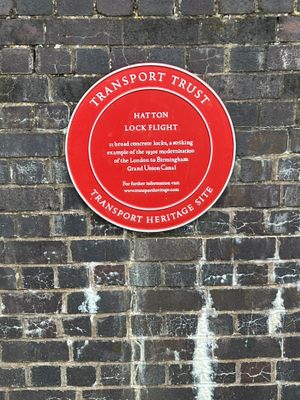 TRANSPORT TRUST
HATTON
LOCK FLIGHT
21 broad concrete locks, a striking
example of the 1930s modernisation
of the London to Birmingham
Grand Union Canal
For further information visit
www.transportheritage.com
TRANSPORT HERITAGE SITE